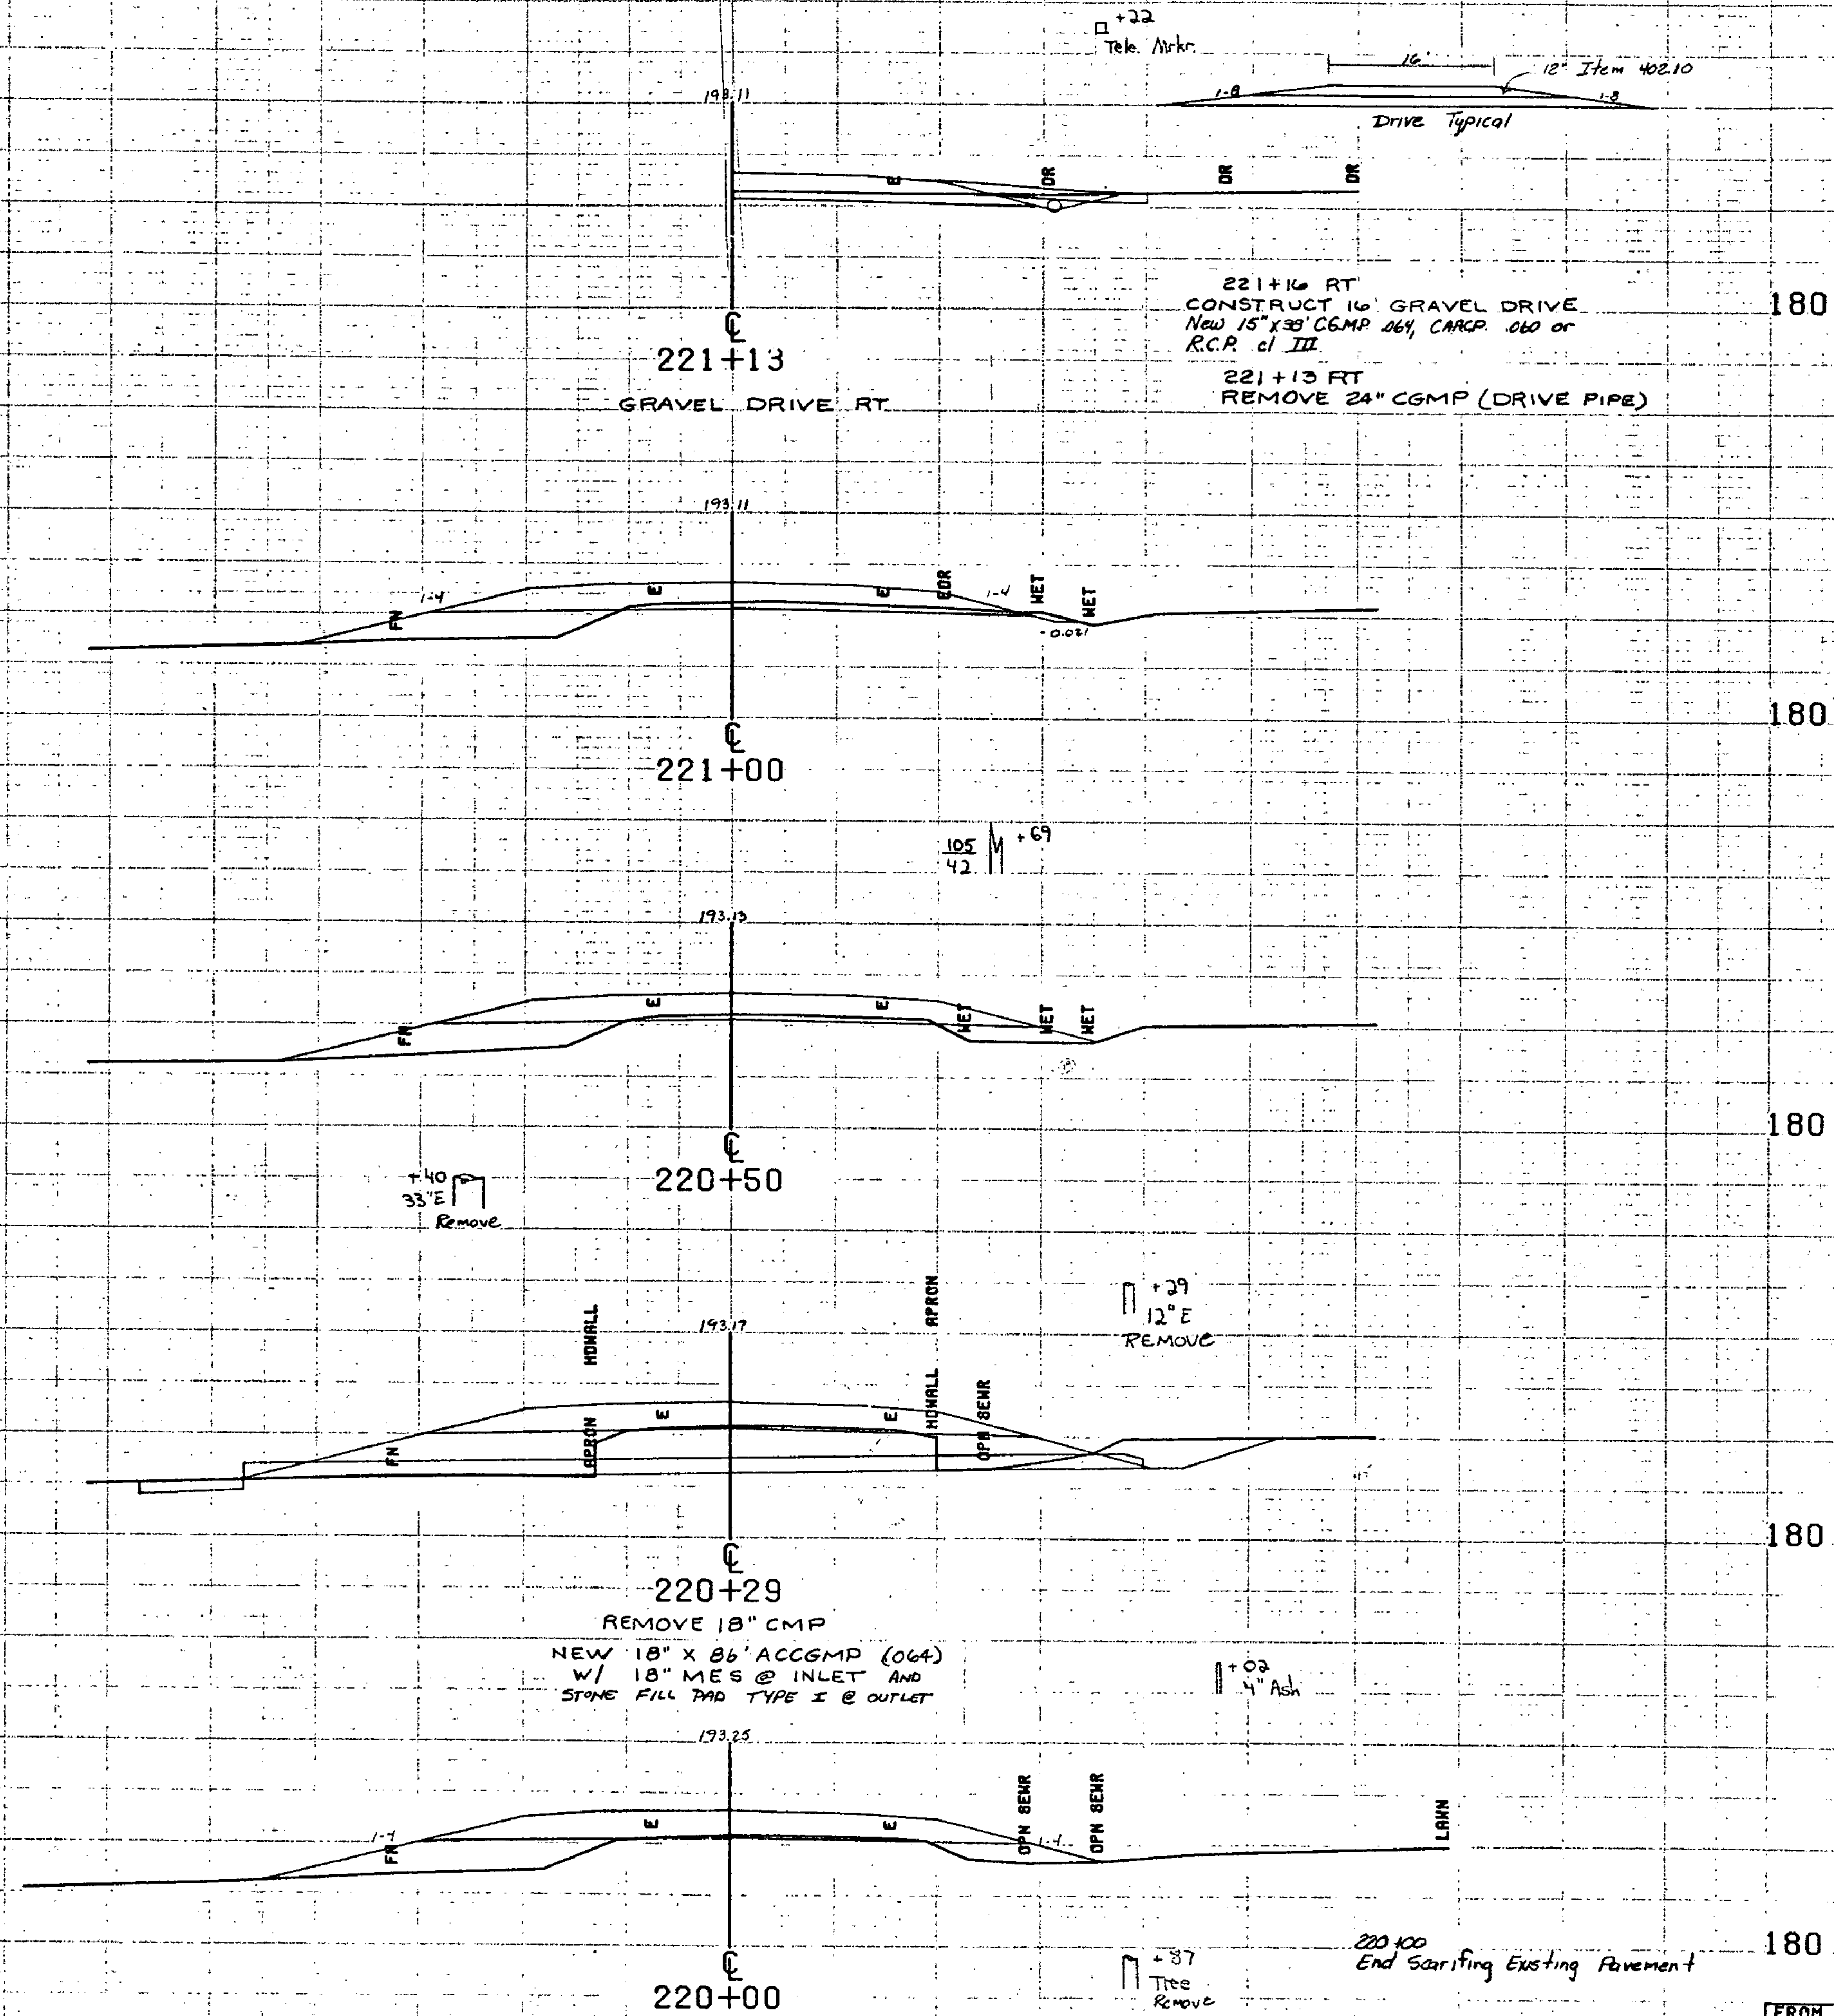 +22
Tele. Mrkr.
16'
12" Item 402.10
1-8
1-8
Drive Typical
193.11
E
DR
DR
DR
221+16 RT
CONSTRUCT 16' GRAVEL DRIVE
New 15" x 38' CGMP .064, CAACP. .060 or
R.C.P. cl III
180
℄
221+13
221+13 RT
REMOVE 24" CGMP (DRIVE PIPE)
GRAVEL DRIVE RT
193.11
FN
1-4
E
E
EDR
1-4
WET
WET
-0.021
180
℄
221+00
105
42
+69
193.13
FN
E
E
WET
WET
WET
180
℄
220+50
+40
33"E
Remove
+29
12" E
REMOVE
193.17
HDWALL
APRON
FN
LAPRON
E
E
HDWALL
OPN SEWR
180
℄
220+29
REMOVE 18" CMP
NEW 18" X 86' ACCGMP (064)
W/ 18" MES @ INLET AND
STONE FILL PAD TYPE I @ OUTLET
+02
4" Ash
193.25
1-4
FN
E
E
OPN SEWR
1-4
OPN SEWR
LAWN
180
℄
220+00
+87
Tree
Remove
220+00
End Scarifing Existing Pavement
FROM